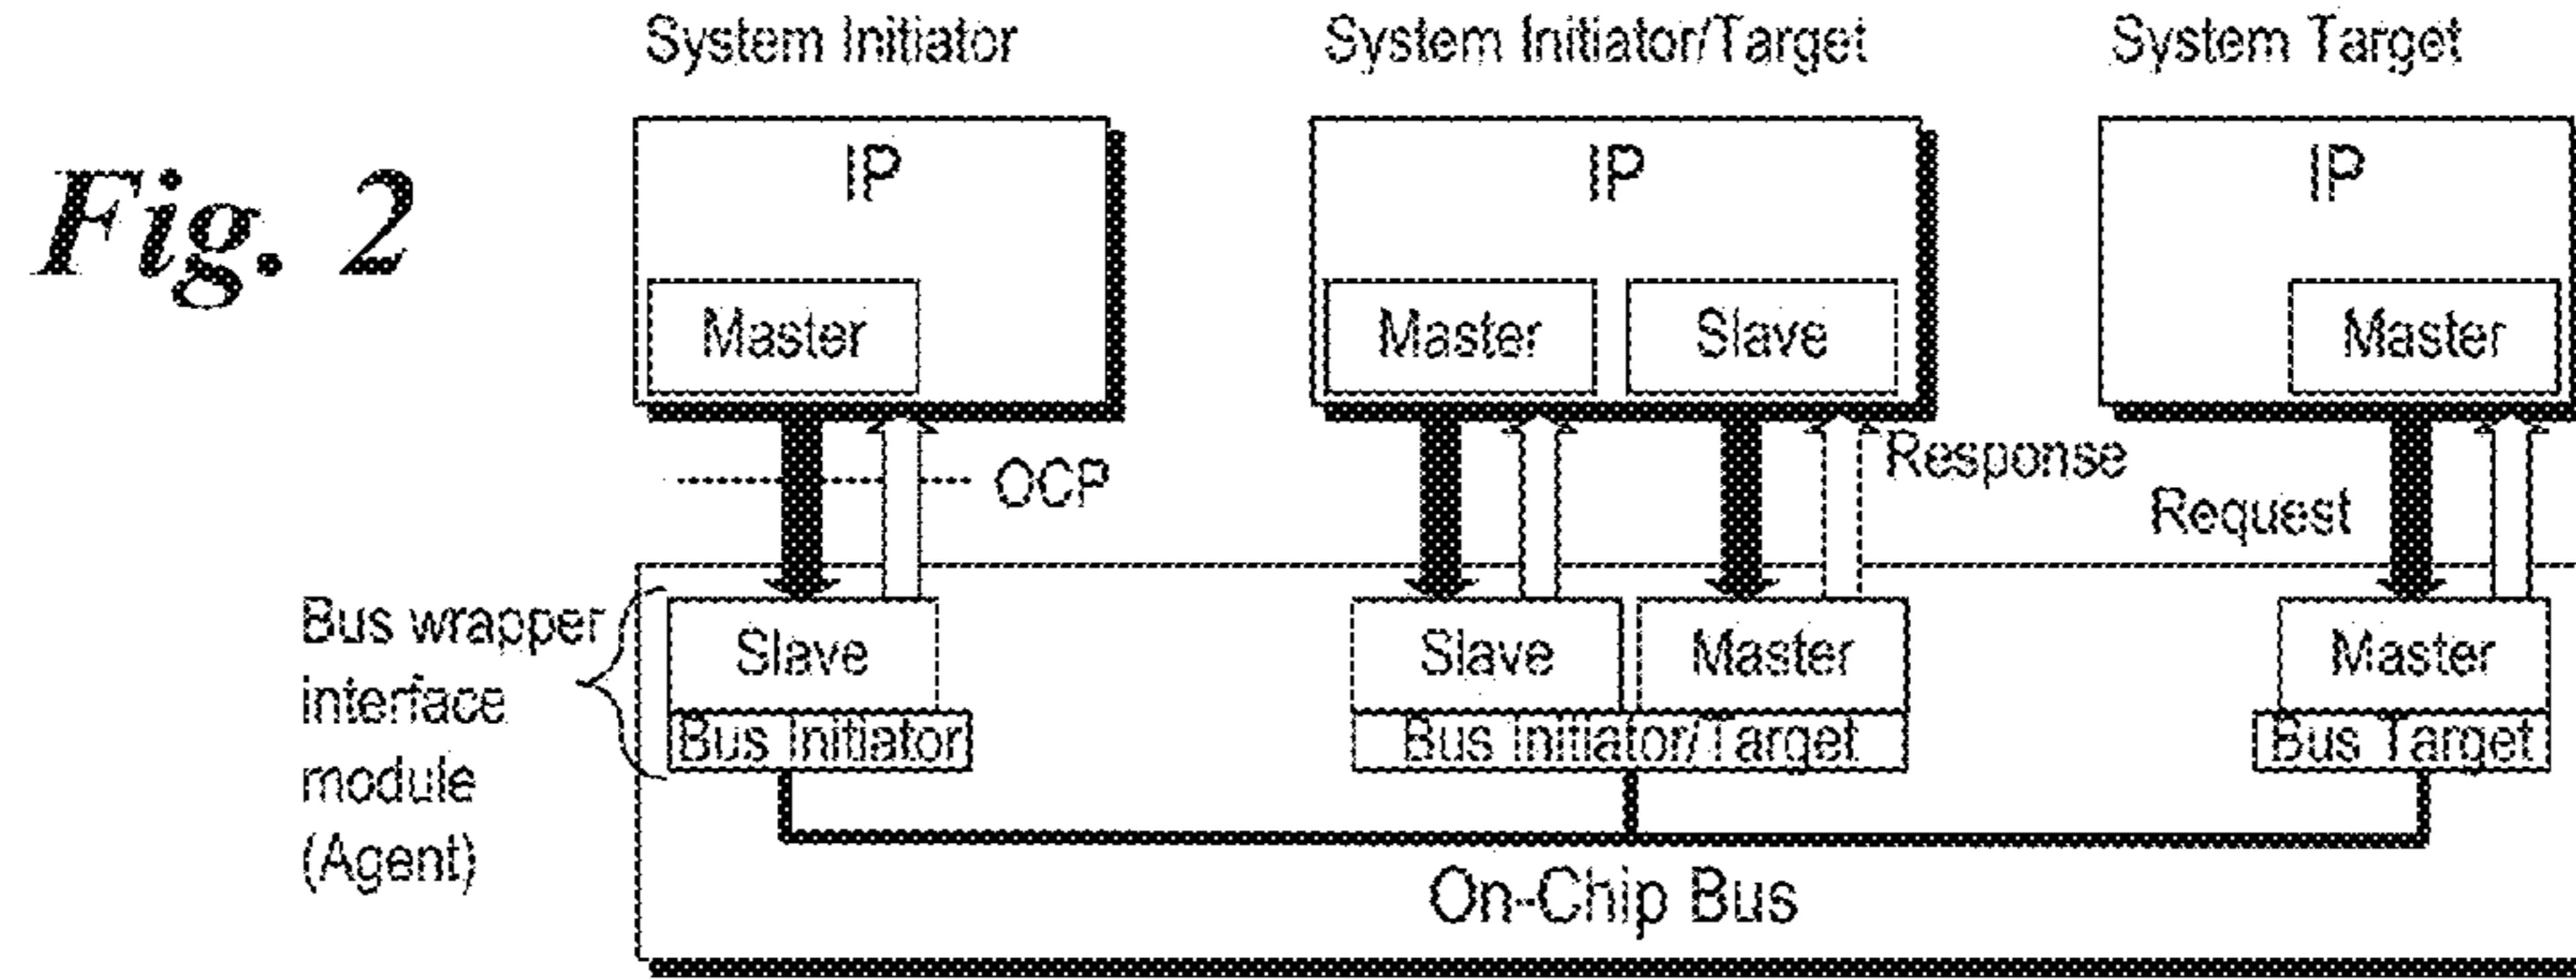 System Initiator
System Initiator/Target
System Target
Fig. 2
IP
IP
IP
Master
Master
Slave
Master
OCP
Response
Request
Bus wrapper
interface
module
(Agent)
Slave
Slave
Master
Master
Bus Initiator
Bus Initiator/Target
Bus Target
On-Chip Bus